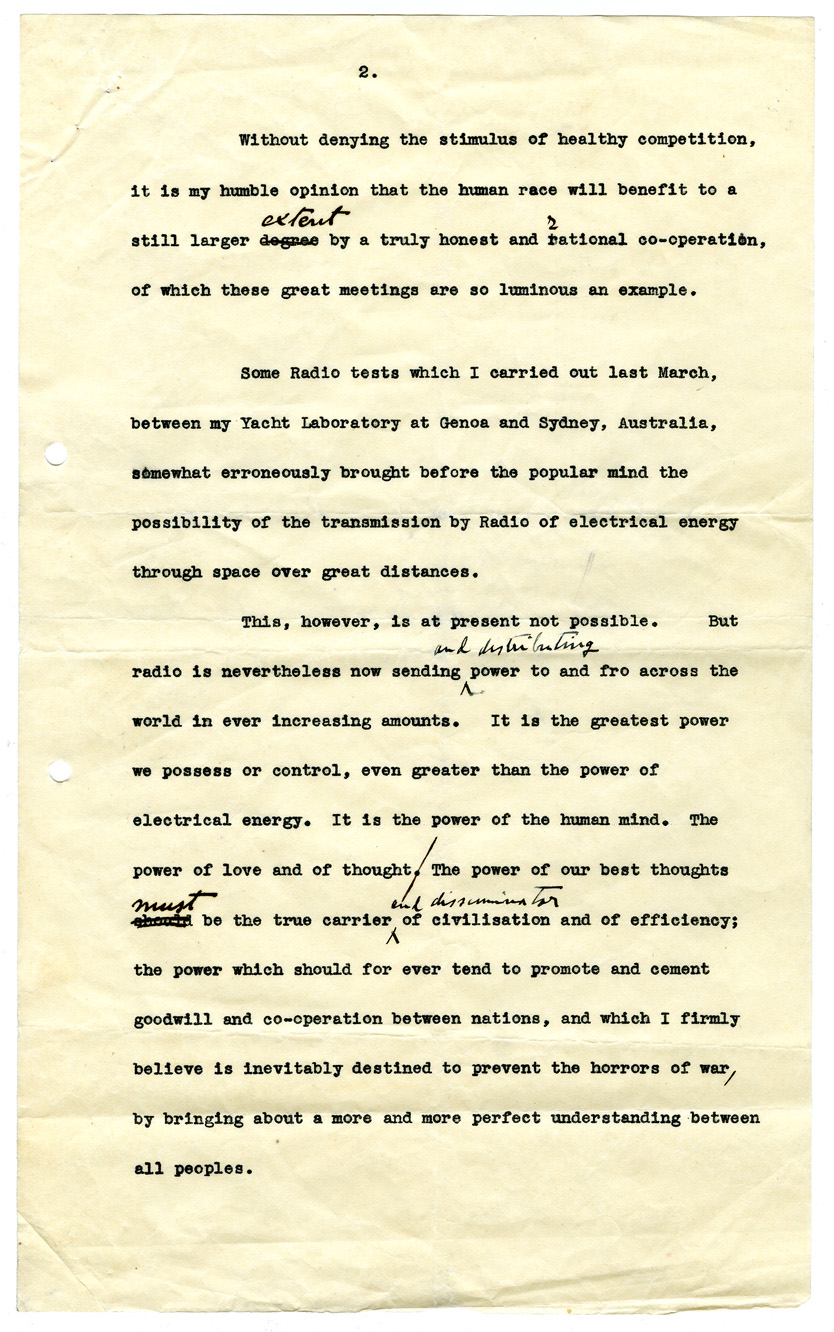 2.
Without denying the stimulus of healthy competition,
it is my humble opinion that the human race will benefit to a
extent
still larger degree by a truly honest and rational co-operation,
of which these great meetings are so luminous an example.
Some Radio tests which I carried out last March,
between my Yacht Laboratory at Genoa and Sydney, Australia,
somewhat erroneously brought before the popular mind the
possibility of the transmission by Radio of electrical energy
through space over great distances.
This, however, is at present not possible. But
and distributing
radio is nevertheless now sending power to and fro across the
world in ever increasing amounts. It is the greatest power
we possess or control, even greater than the power of
electrical energy. It is the power of the human mind. The
power of love and of thought. The power of our best thoughts
must and disseminator
should be the true carrier of civilisation and of efficiency;
the power which should for ever tend to promote and cement
goodwill and co-operation between nations, and which I firmly
believe is inevitably destined to prevent the horrors of war,
by bringing about a more and more perfect understanding between
all peoples.